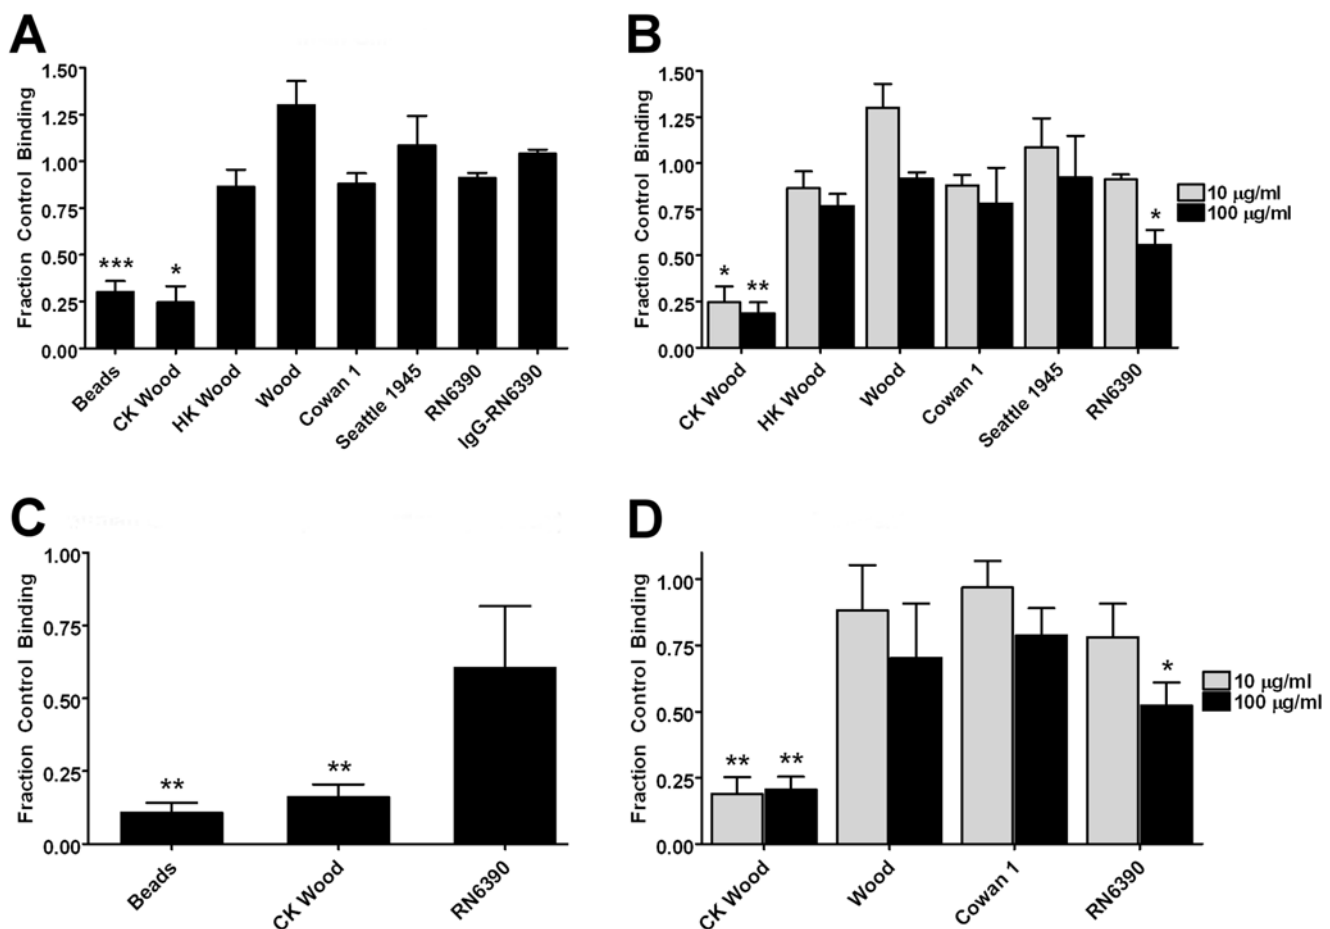 A
Fraction Control Binding
1.50
1.25
1.00
0.75
0.50
0.25
0.00
***
*
Beads
CK Wood
HK Wood
Wood
Cowan 1
Seattle 1945
RN6390
IgG-RN6390
B
Fraction Control Binding
1.50
1.25
1.00
0.75
0.50
0.25
0.00
*
**
*
CK Wood
HK Wood
Wood
Cowan 1
Seattle 1945
RN6390
10 µg/ml
100 µg/ml
C
Fraction Control Binding
1.00
0.75
0.50
0.25
0.00
**
**
Beads
CK Wood
RN6390
D
Fraction Control Binding
1.00
0.75
0.50
0.25
0.00
**
**
*
CK Wood
Wood
Cowan 1
RN6390
10 µg/ml
100 µg/ml